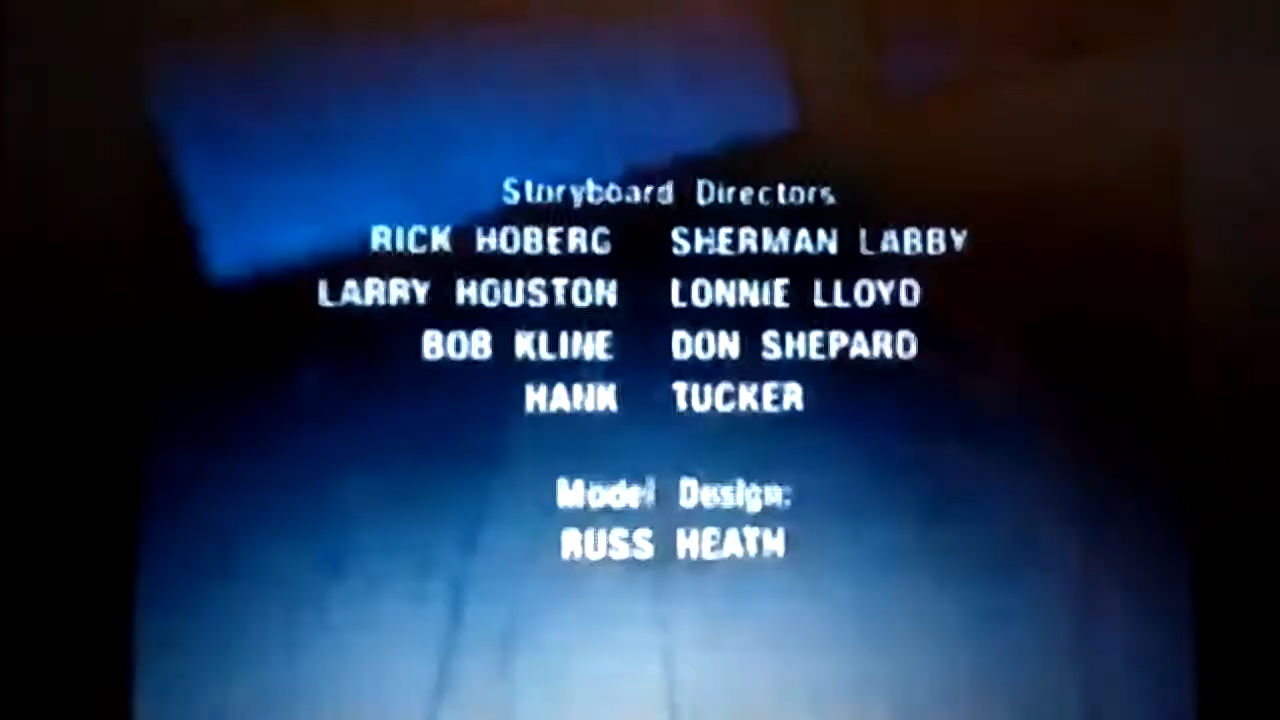 Storyboard Directors
RICK HOBERG SHERMAN LABBY
LARRY HOUSTON LONNIE LLOYD
BOB KLINE DON SHEPARD
HANK TUCKER
Model Design:
RUSS HEATH